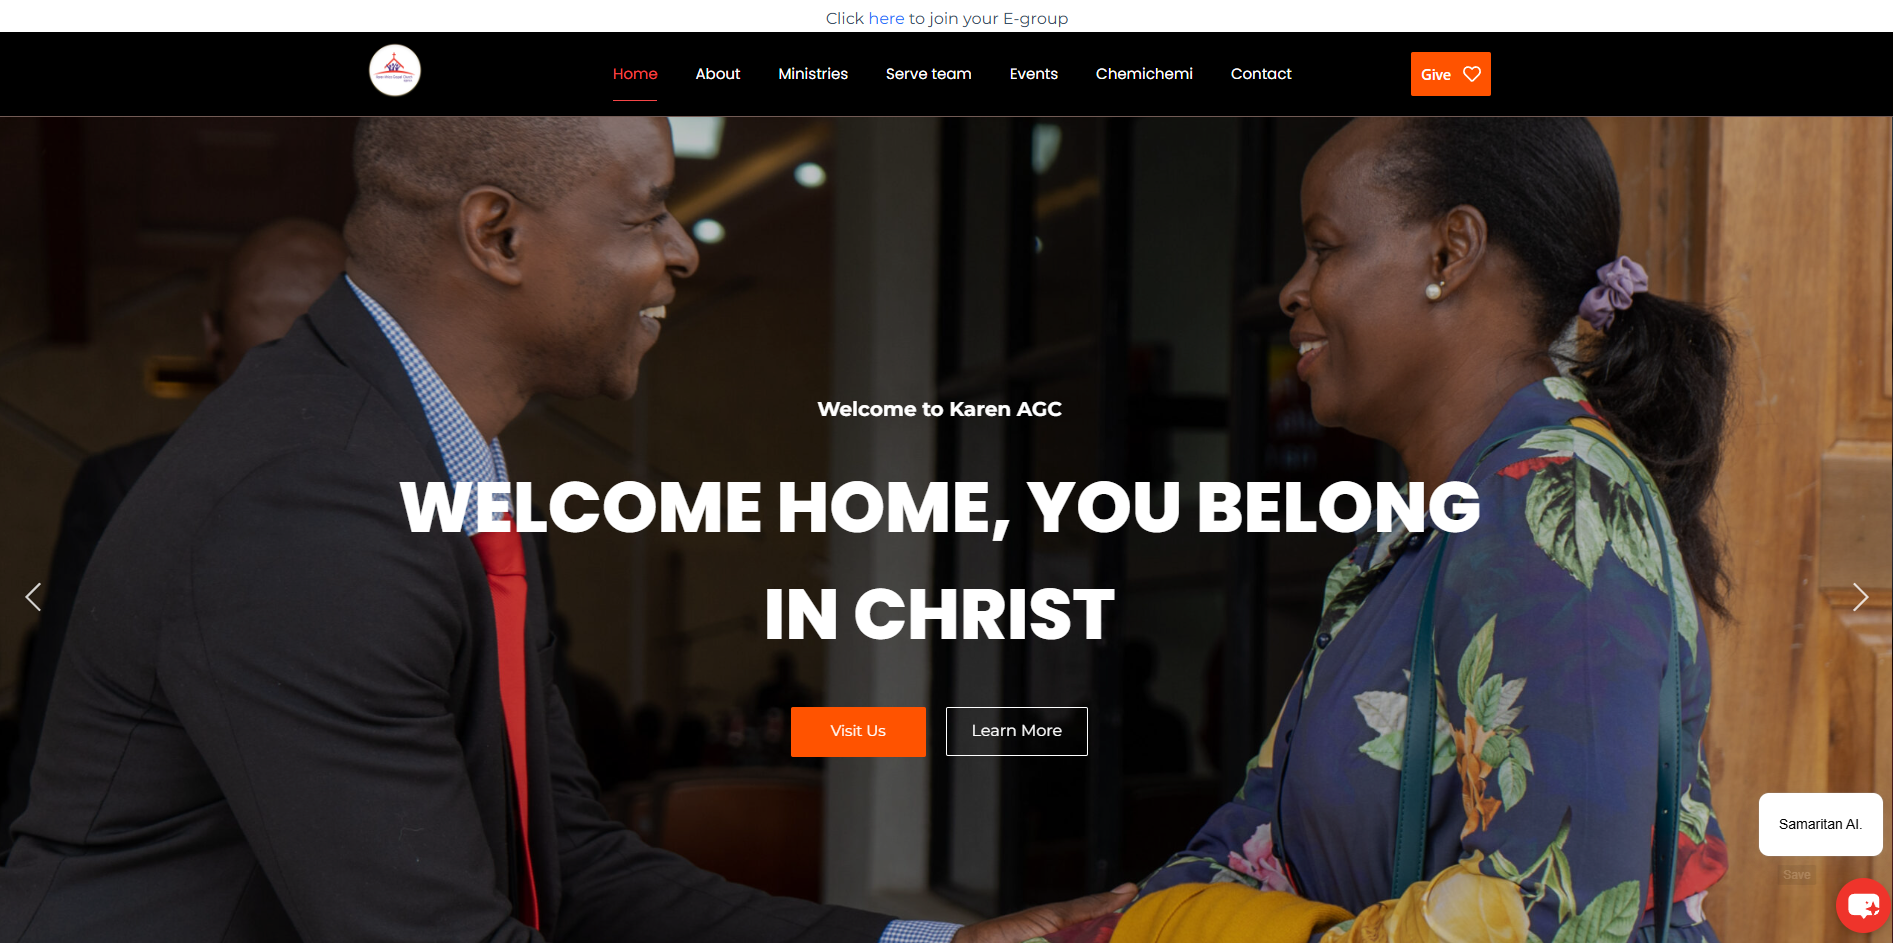 Click here to join your E-group
Home About Ministries Serve team Events Chemichemi Contact
Give
Welcome to Karen AGC
WELCOME HOME, YOU BELONG
IN CHRIST
Visit Us Learn More
Samaritan AI.
Save